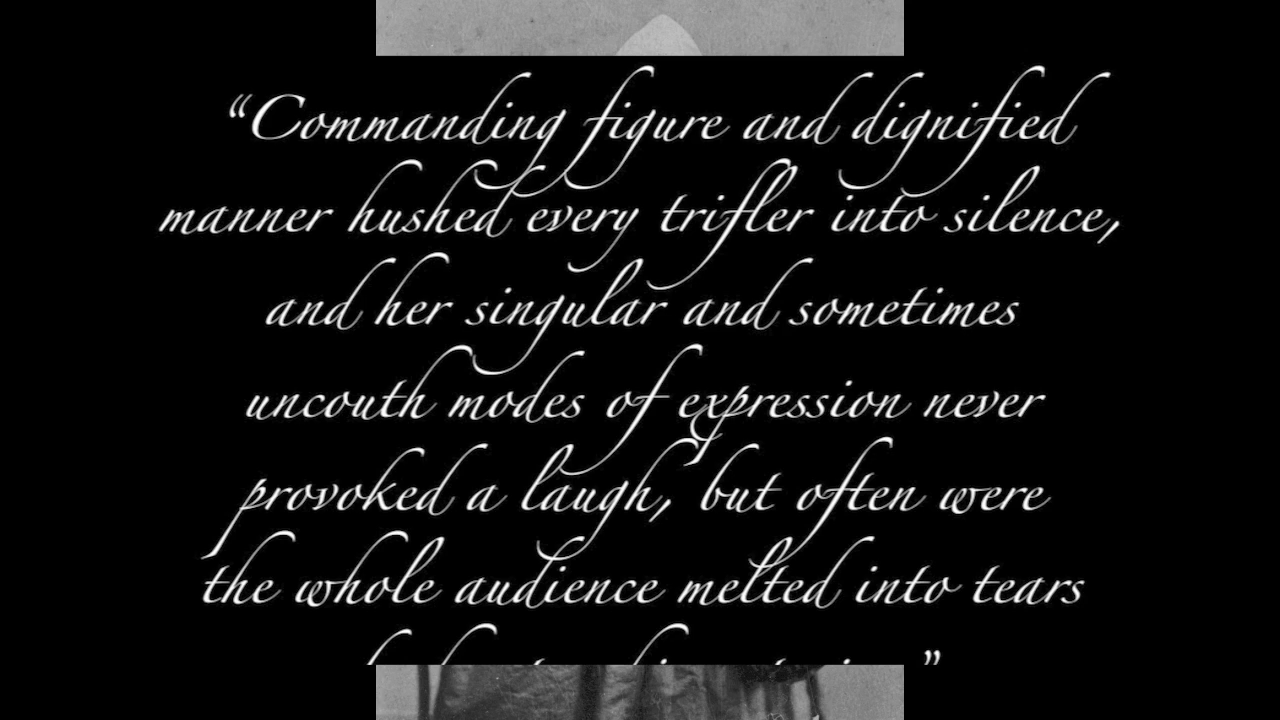 “Commanding figure and dignified
manner hushed every trifler into silence,
and her singular and sometimes
uncouth modes of expression never
provoked a laugh, but often were
the whole audience melted into tears
”